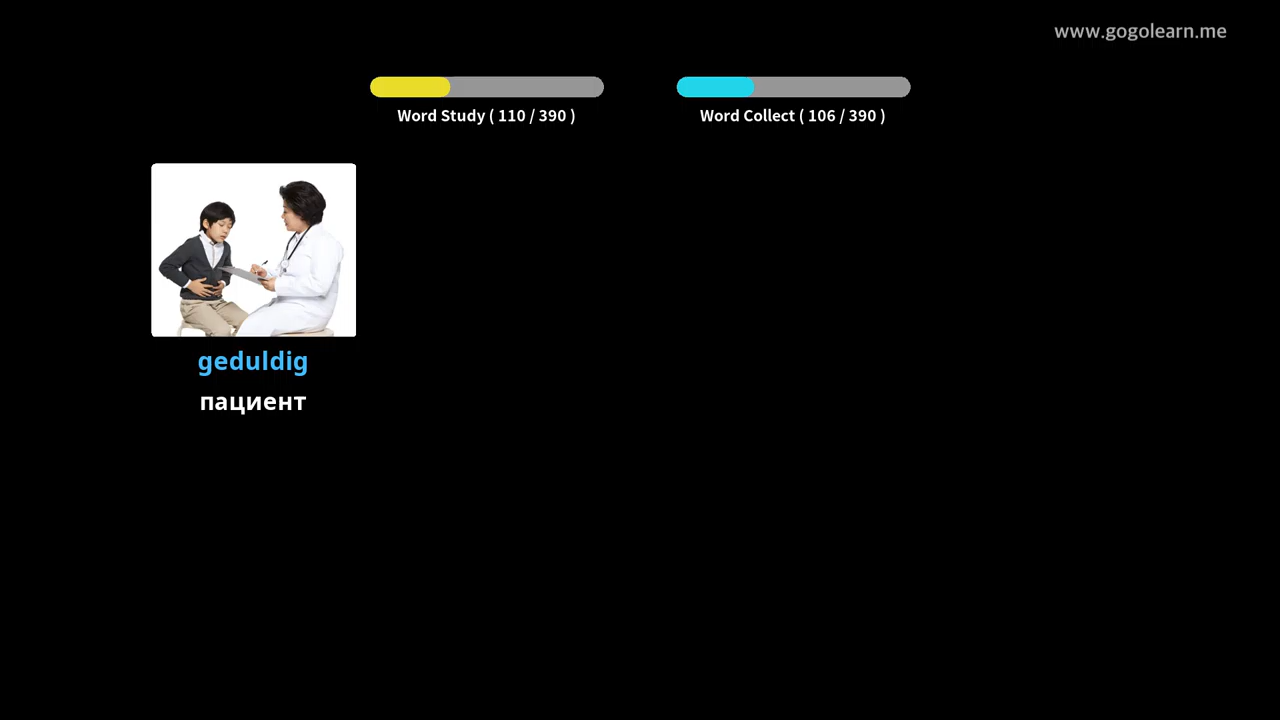 www.gogolearn.me
Word Study ( 110 / 390 )
Word Collect ( 106 / 390 )
geduldig
пациент